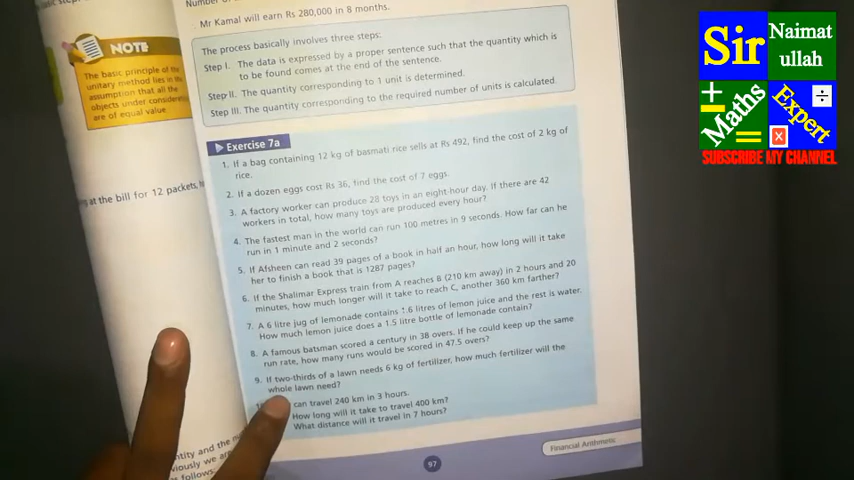 Mr Kamal will earn Rs 280,000 in 8 months.
NOTE
The basic principle of the
unitary method lies in the
assumption that all the
objects under consideration
are of equal value.
The process basically involves three steps:
Step I. The data is expressed by a proper sentence such that the quantity which is
to be found comes at the end of the sentence.
Step II. The quantity corresponding to 1 unit is determined.
Step III. The quantity corresponding to the required number of units is calculated.
at the bill for 12 packets,
Exercise 7a
1. If a bag containing 12 kg of basmati rice sells at Rs 492, find the cost of 2 kg of
rice.
2. If a dozen eggs cost Rs 36, find the cost of 7 eggs.
3. A factory worker can produce 28 toys in an eight-hour day. If there are 42
workers in total, how many toys are produced every hour?
4. The fastest man in the world can run 100 metres in 9 seconds. How far can he
run in 1 minute and 2 seconds?
5. If Afsheen can read 39 pages of a book in half an hour, how long will it take
her to finish a book that is 1287 pages?
6. If the Shalimar Express train from A reaches B (210 km away) in 2 hours and 20
minutes, how much longer will it take to reach C, another 360 km farther?
7. A 6 litre jug of lemonade contains 1.6 litres of lemon juice and the rest is water.
How much lemon juice does a 1.5 litre bottle of lemonade contain?
8. A famous batsman scored a century in 38 overs. If he could keep up the same
run rate, how many runs would be scored in 47.5 overs?
9. If two-thirds of a lawn needs 6 kg of fertilizer, how much fertilizer will the
whole lawn need?
can travel 240 km in 3 hours.
How long will it take to travel 400 km?
What distance will it travel in 7 hours?
Financial Arithmetic
97
Sir Naimat
ullah
Maths Expert
SUBSCRIBE MY CHANNEL